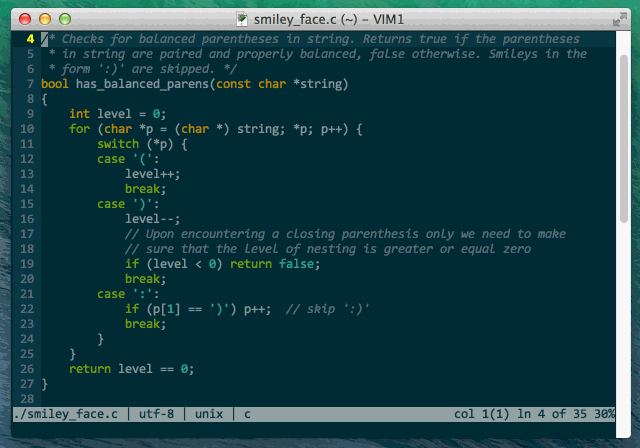 smiley_face.c (~) – VIM1
4 /* Checks for balanced parentheses in string. Returns true if the parentheses
5  * in string are paired and properly balanced, false otherwise. Smileys in the
6  * form ':)' are skipped. */
7 bool has_balanced_parens(const char *string)
8 {
9     int level = 0;
10     for (char *p = (char *) string; *p; p++) {
11         switch (*p) {
12         case '(':
13             level++;
14             break;
15         case ')':
16             level--;
17             // Upon encountering a closing parenthesis only we need to make
18             // sure that the level of nesting is greater or equal zero
19             if (level < 0) return false;
20             break;
21         case ':':
22             if (p[1] == ')') p++;  // skip ':)'
23             break;
24         }
25     }
26     return level == 0;
27 }
28
./smiley_face.c | utf-8 | unix | c col 1(1) ln 4 of 35 30%